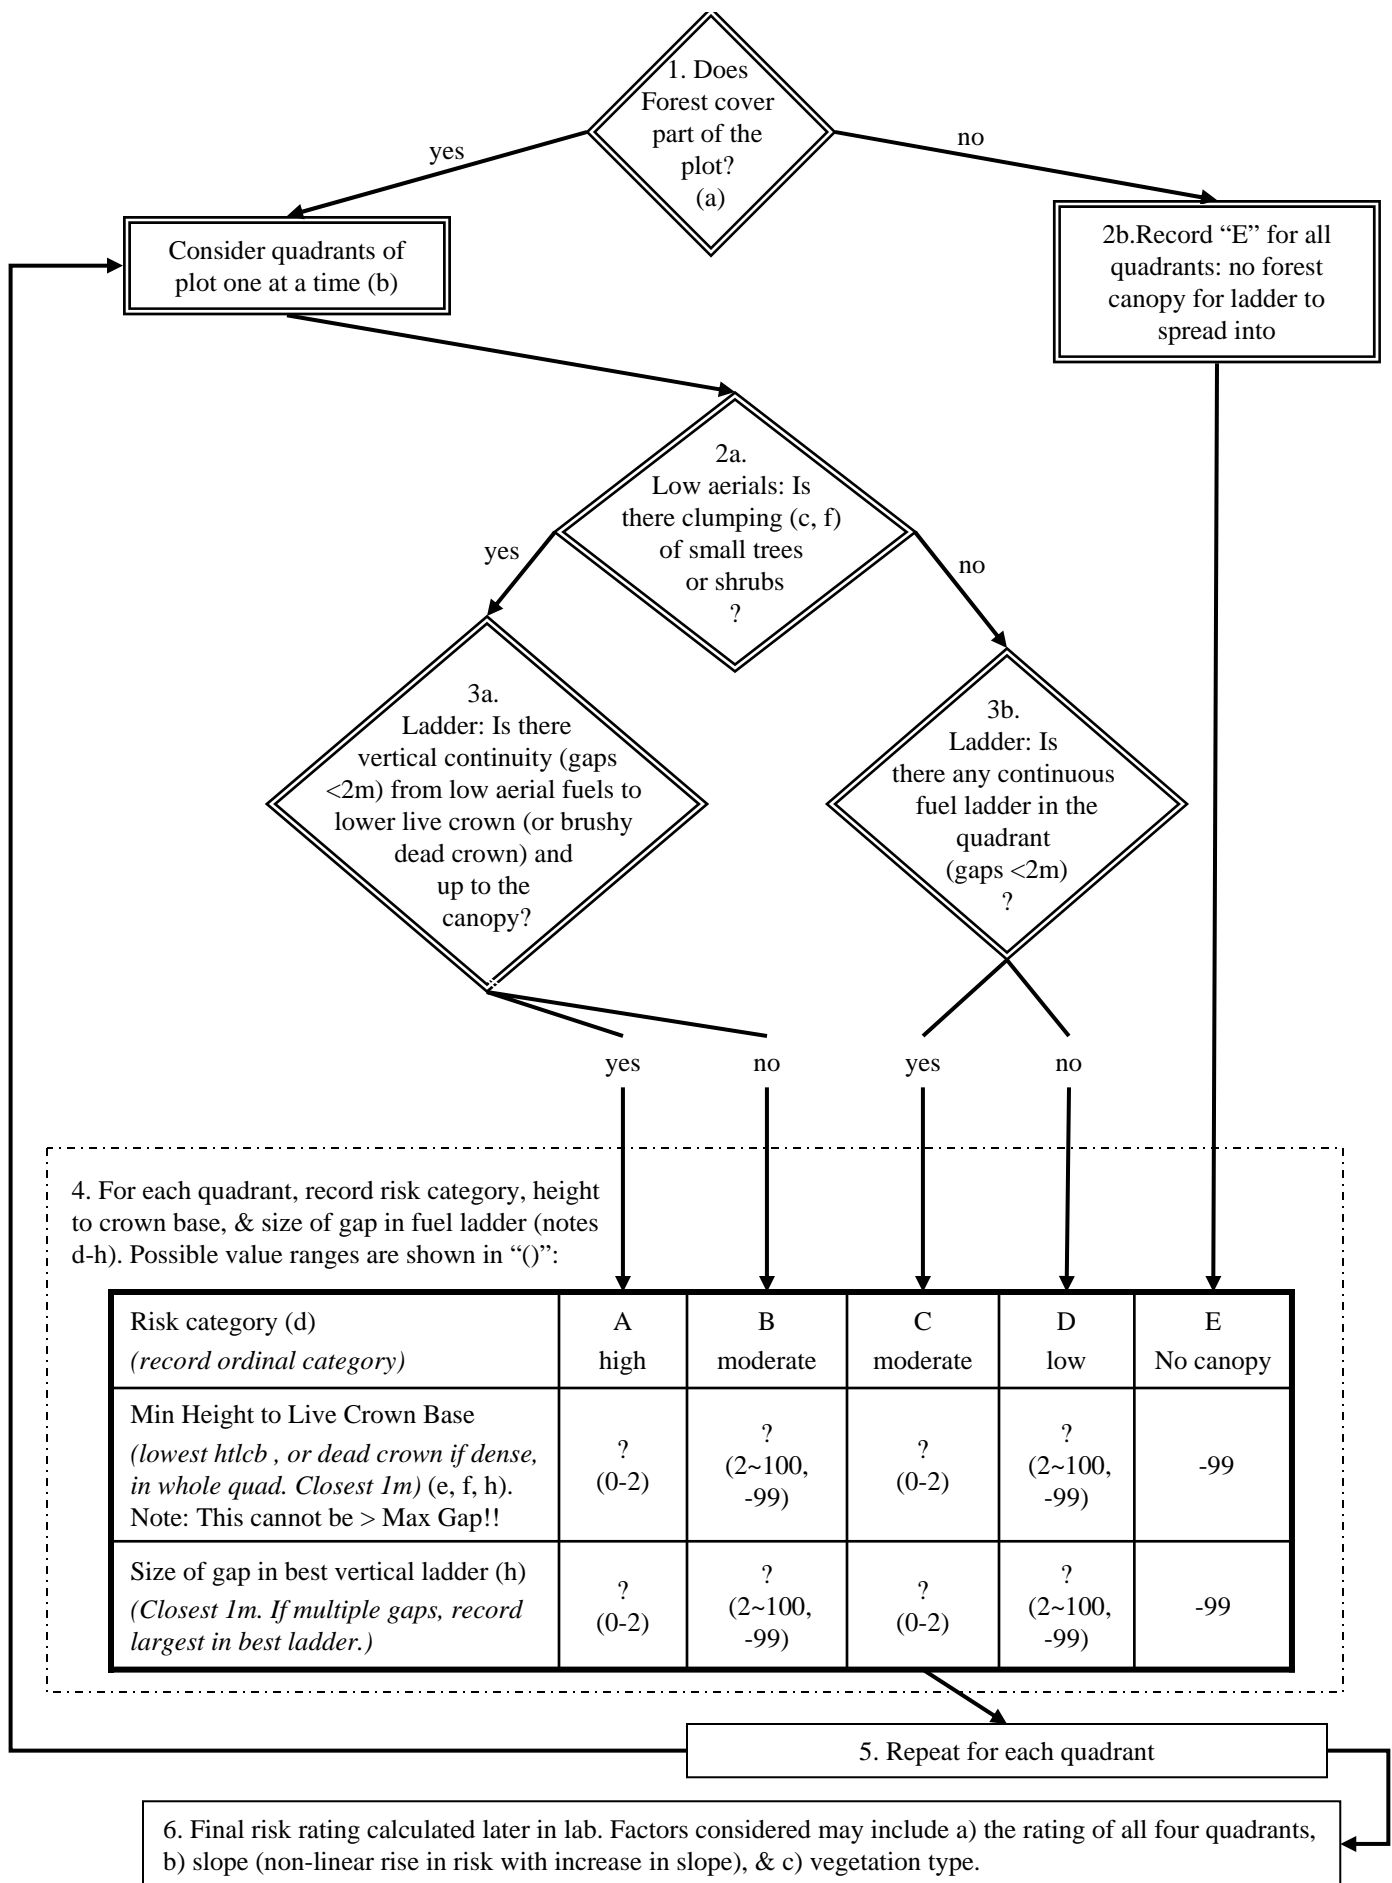 1. Does
Forest cover
part of the
plot?
(a)
yes
no
Consider quadrants of
plot one at a time (b)
2b.Record “E” for all
quadrants: no forest
canopy for ladder to
spread into
2a.
Low aerials: Is
there clumping (c, f)
of small trees
or shrubs
?
yes
no
3a.
Ladder: Is there
vertical continuity (gaps
<2m) from low aerial fuels to
lower live crown (or brushy
dead crown) and
up to the
canopy?
3b.
Ladder: Is
there any continuous
fuel ladder in the
quadrant
(gaps <2m)
?
yes
no
yes
no
4. For each quadrant, record risk category, height
to crown base, & size of gap in fuel ladder (notes
d-h). Possible value ranges are shown in “()”:
Risk category (d)
(record ordinal category)
A
high
B
moderate
C
moderate
D
low
E
No canopy
Min Height to Live Crown Base
(lowest htlcb , or dead crown if dense,
in whole quad. Closest 1m) (e, f, h).
Note: This cannot be > Max Gap!!
?
(0-2)
?
(2~100,
-99)
?
(0-2)
?
(2~100,
-99)
-99
Size of gap in best vertical ladder (h)
(Closest 1m. If multiple gaps, record
largest in best ladder.)
?
(0-2)
?
(2~100,
-99)
?
(0-2)
?
(2~100,
-99)
-99
5. Repeat for each quadrant
6. Final risk rating calculated later in lab. Factors considered may include a) the rating of all four quadrants,
b) slope (non-linear rise in risk with increase in slope), & c) vegetation type.